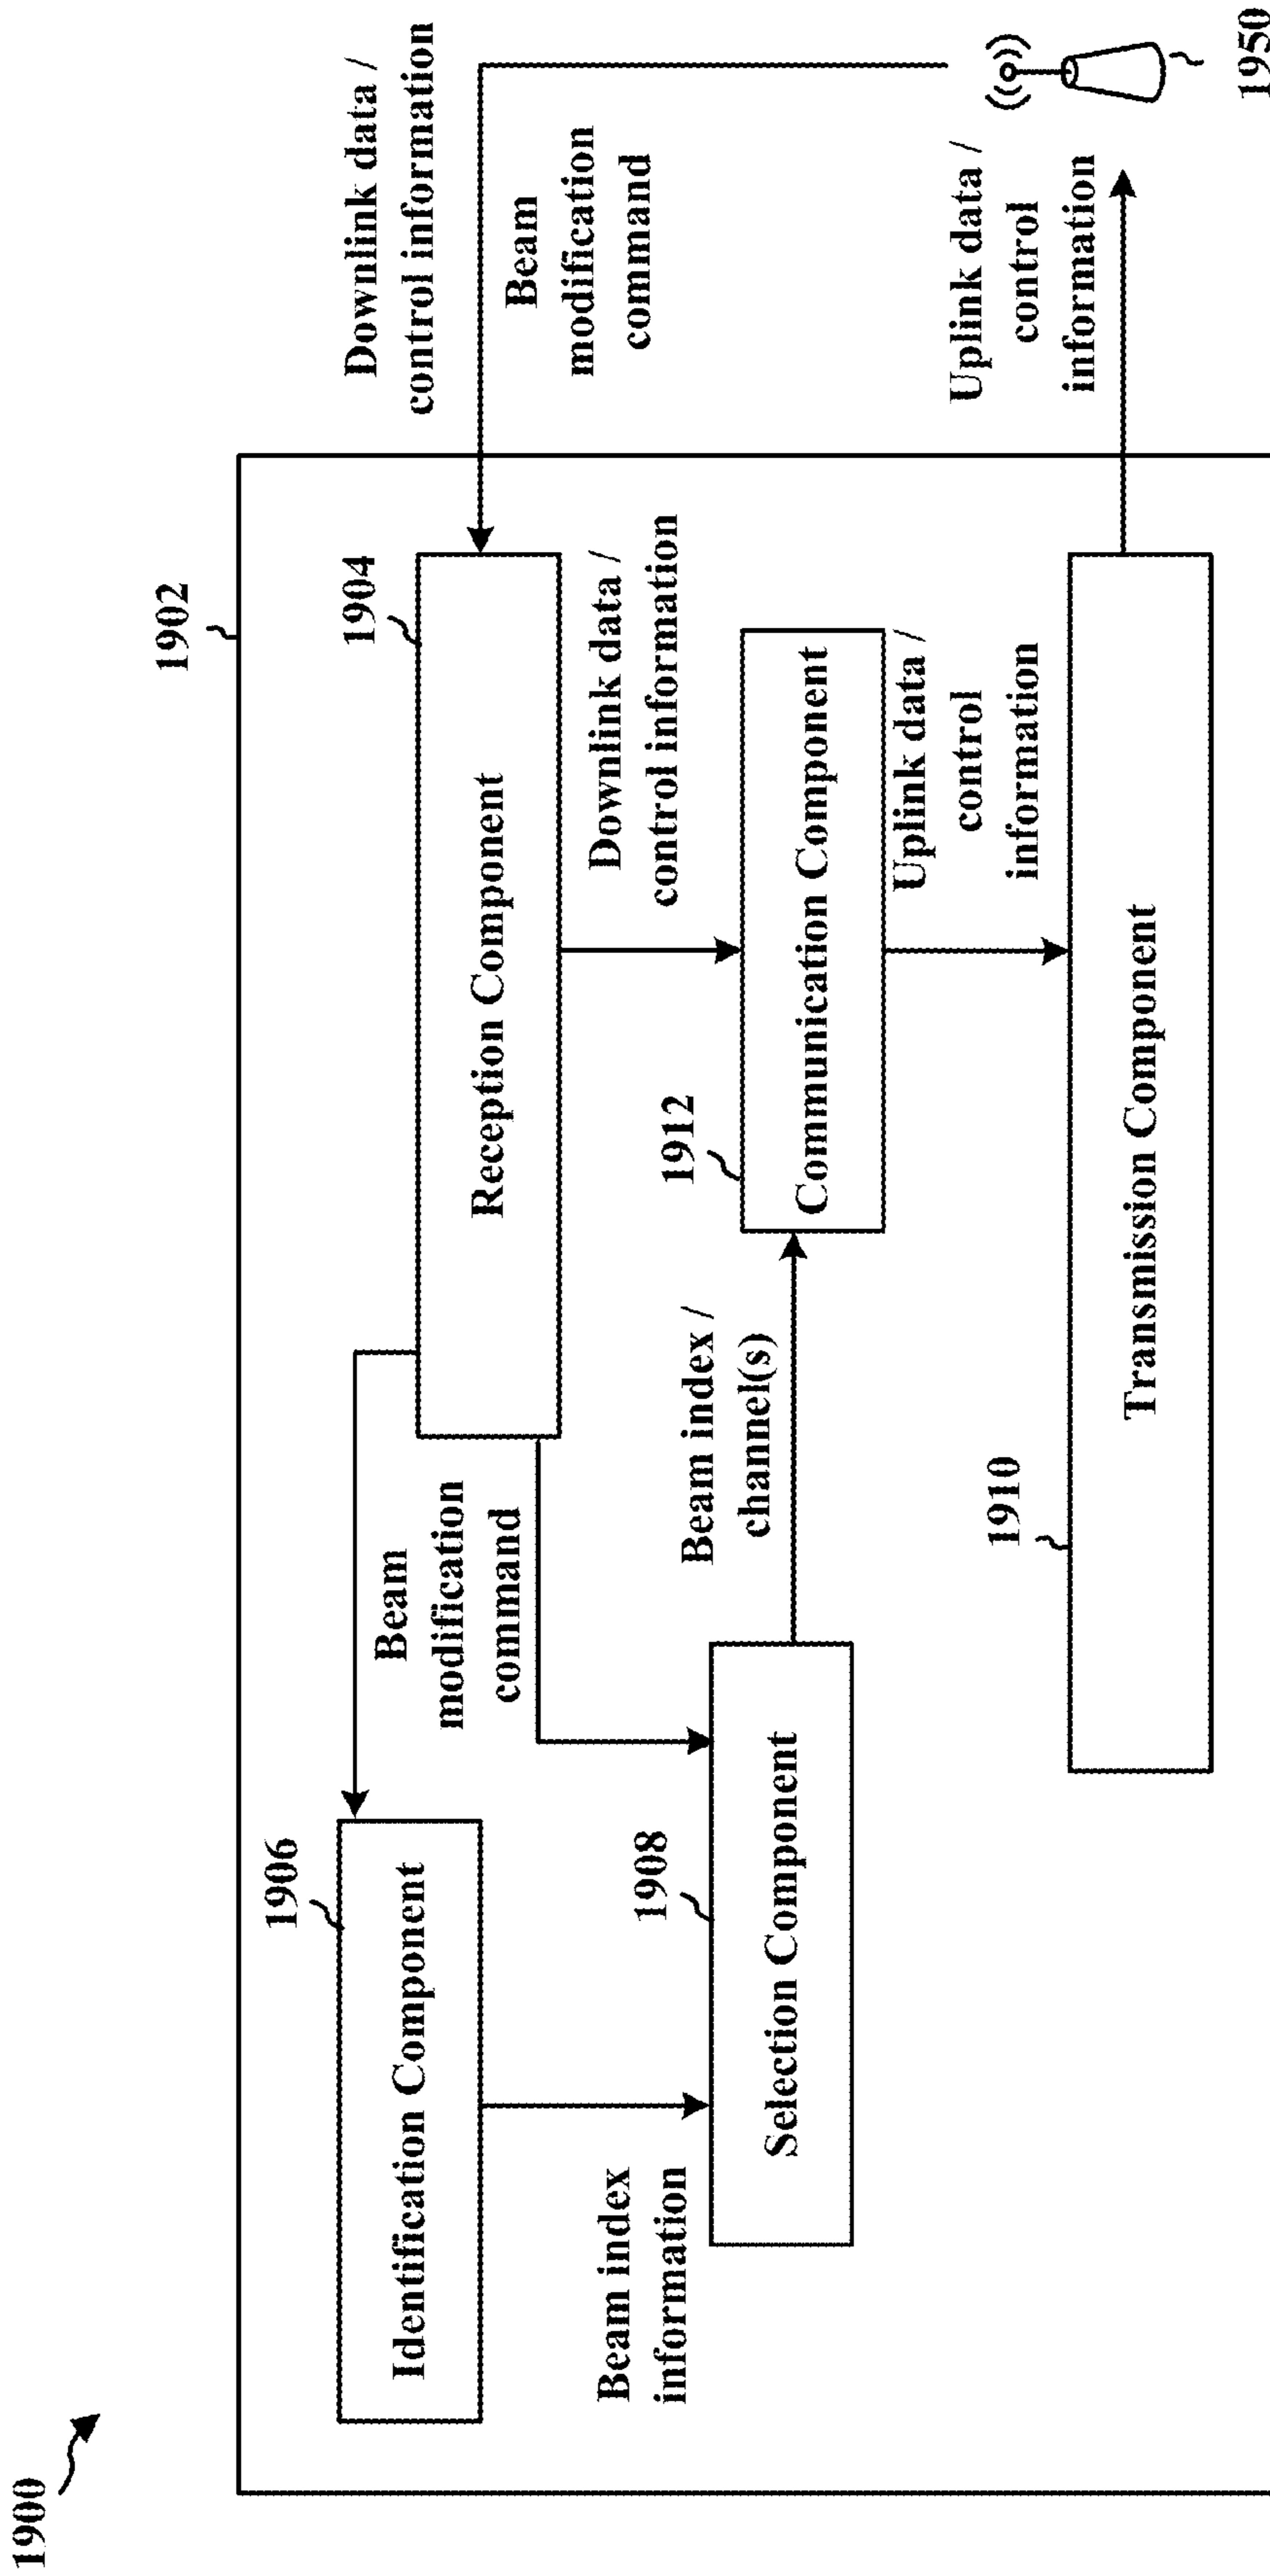 1900
1902
1906
Identification Component
Beam
modification
command
1904
Reception Component
Downlink data /
control information
Beam
modification
command
Beam index
information
1908
Selection Component
Beam index /
channel(s)
1912
Communication Component
Downlink data /
control information
Uplink data /
control
information
1910
Transmission Component
Uplink data /
control
information
1950